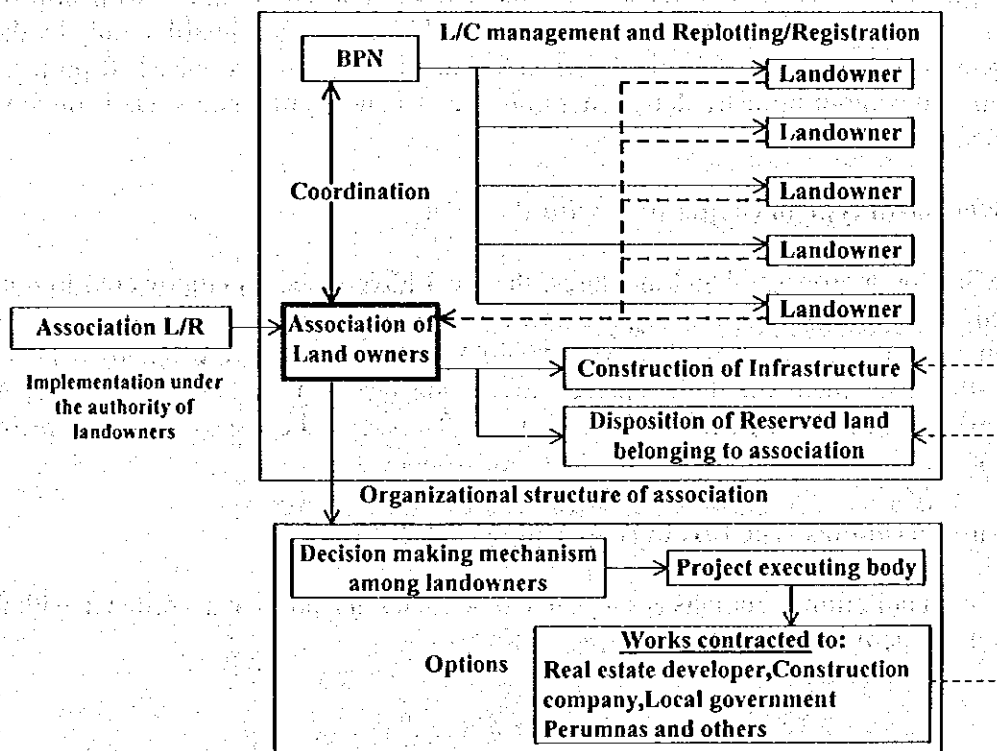 L/C management and Replotting/Registration
BPN
Landowner
Landowner
Landowner
Landowner
Landowner
Coordination
Association L/R
Implementation under
the authority of
landowners
Association of
Land owners
Construction of Infrastructure
Disposition of Reserved land
belonging to association
Organizational structure of association
Decision making mechanism
among landowners
Project executing body
Options
Works contracted to:
Real estate developer,Construction
company,Local government
Perumnas and others